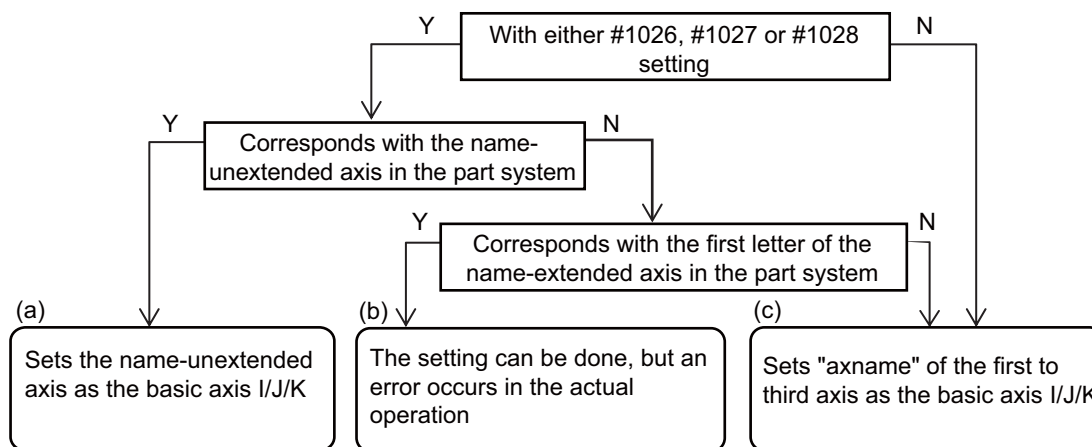 Y
With either #1026, #1027 or #1028
setting
N
Y
Corresponds with the name-
unextended axis in the part system
N
Y
Corresponds with the first letter of the
name-extended axis in the part system
N
(a)
Sets the name-unextended
axis as the basic axis I/J/K
(b)
The setting can be done, but an
error occurs in the actual
operation
(c)
Sets "axname" of the first to
third axis as the basic axis I/J/K